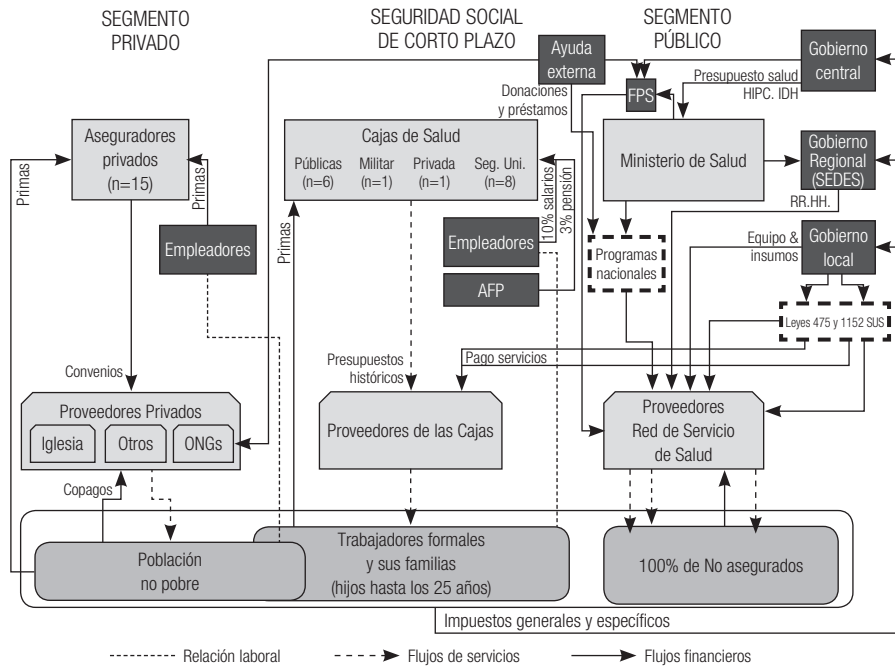 SEGMENTO
PRIVADO
SEGURIDAD SOCIAL
DE CORTO PLAZO
SEGMENTO
PÚBLICO
Ayuda
externa
Gobierno
central
Donaciones
y préstamos
FPS
Presupuesto salud
HIPC. IDH
Aseguradores
privados
(n=15)
Cajas de Salud
Públicas
(n=6)
Militar
(n=1)
Privada
(n=1)
Seg. Uni.
(n=8)
Ministerio de Salud
Gobierno
Regional
(SEDES)
RR.HH.
Primas
Primas
Empleadores
Primas
10% salarios
3% pensión
Empleadores
AFP
Programas
nacionales
Equipo &
insumos
Gobierno
local
Leyes 475 y 1152 SUS
Convenios
Presupuestos
históricos
Pago servicios
Proveedores Privados
Iglesia
Otros
ONGs
Proveedores de las Cajas
Proveedores
Red de Servicio
de Salud
Copagos
Población
no pobre
Trabajadores formales
y sus familias
(hijos hasta los 25 años)
100% de No asegurados
Impuestos generales y específicos
Relación laboral
Flujos de servicios
Flujos financieros